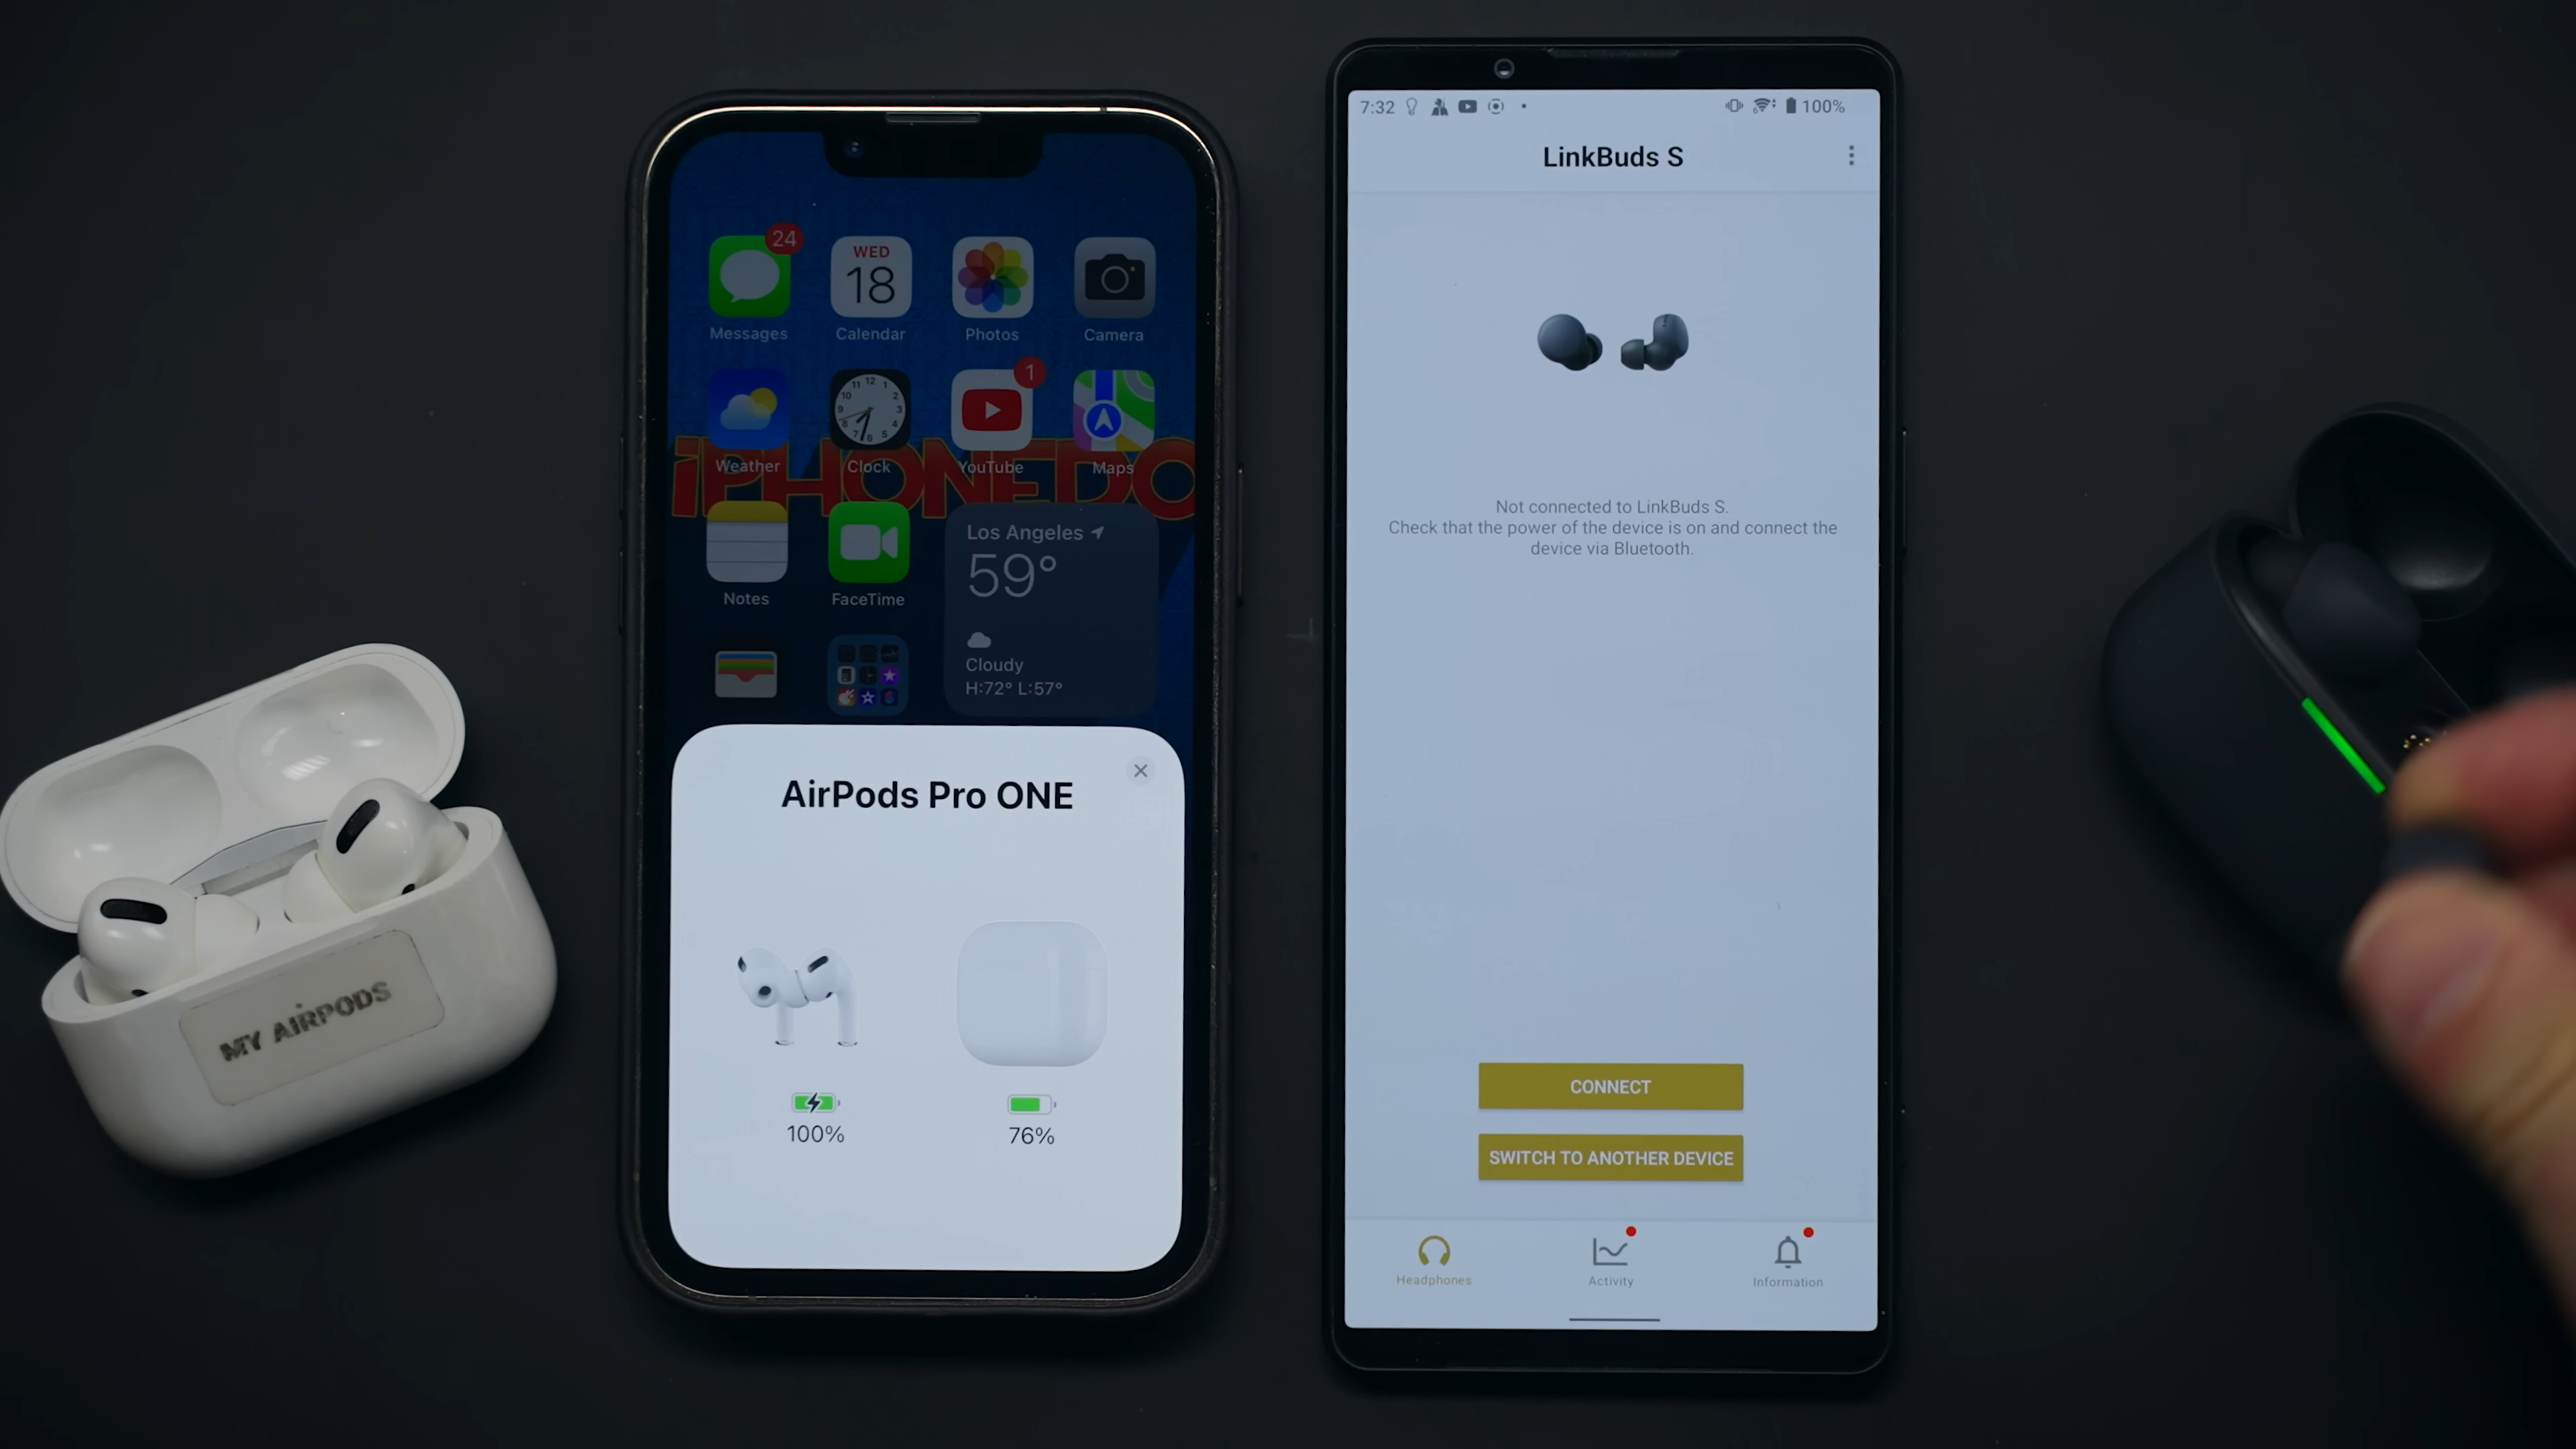 MY AIRPODS
24
WED
18
Messages
Calendar
Photos
Camera
1
Weather
Clock
YouTube
Maps
iPHONEDO
Notes
FaceTime
Los Angeles
59°
Cloudy
H:72° L:57°
AirPods Pro ONE
100%
76%
7:32
100%
LinkBuds S
Not connected to LinkBuds S.
Check that the power of the device is on and connect the
device via Bluetooth.
CONNECT
SWITCH TO ANOTHER DEVICE
Headphones
Activity
Information